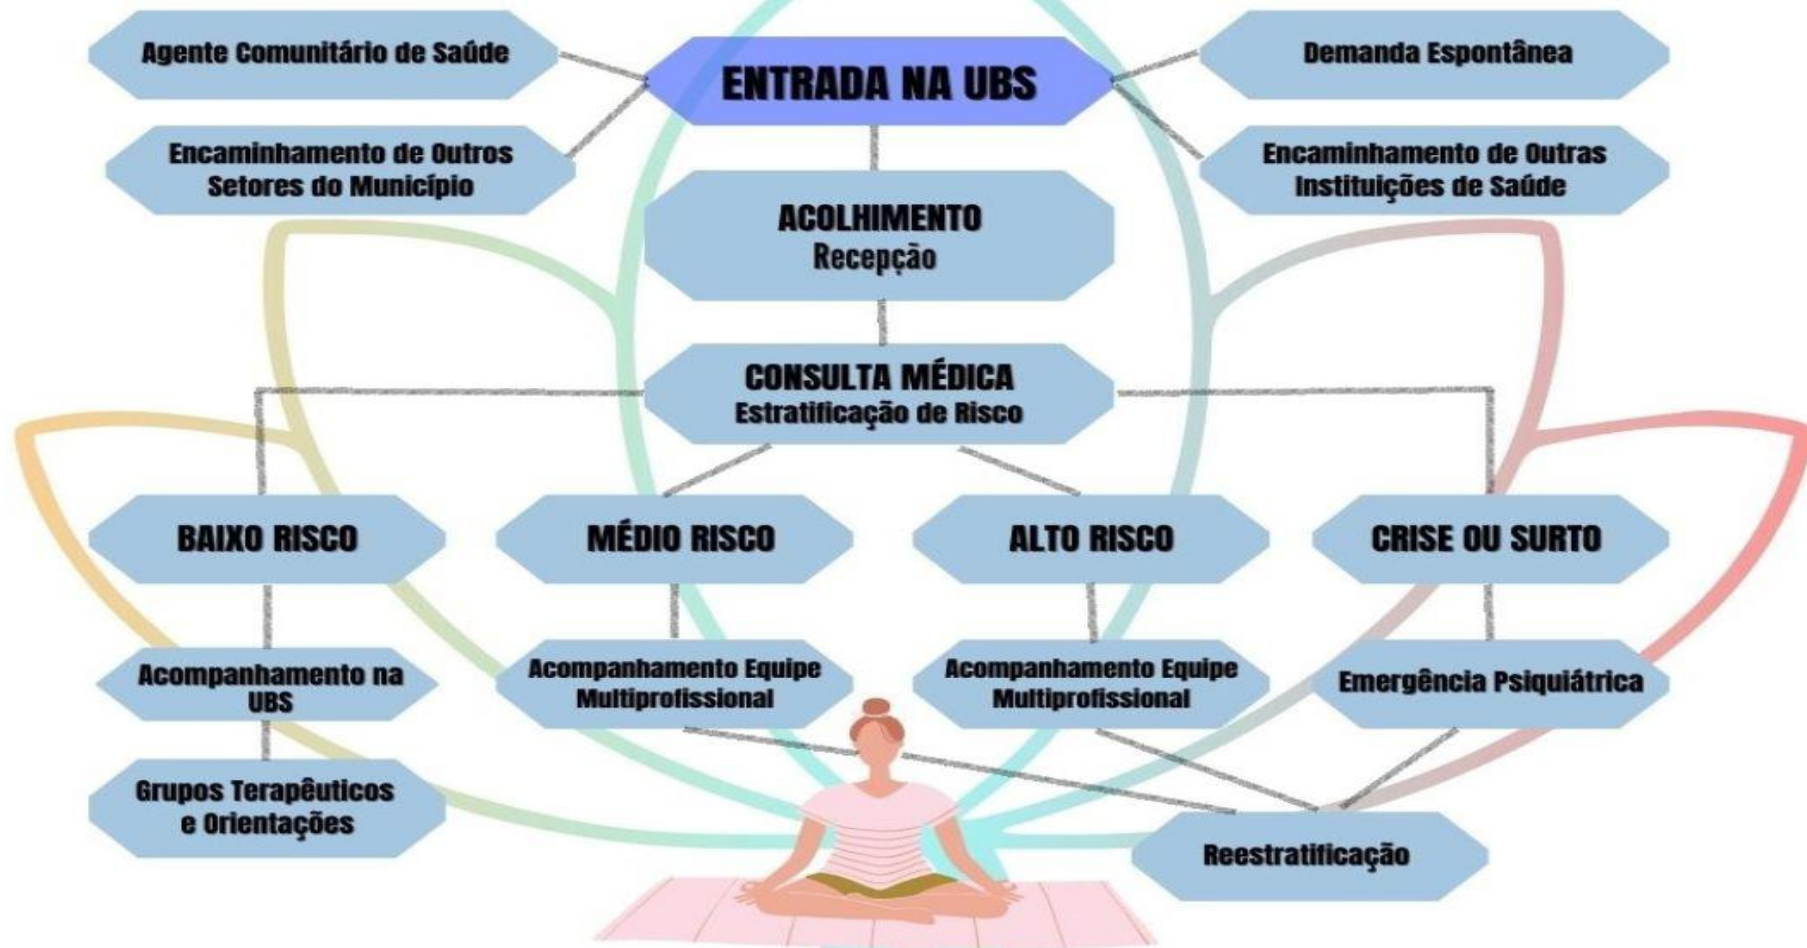 Agente Comunitário de Saúde
ENTRADA NA UBS
Demanda Espontânea
Encaminhamento de Outros
Setores do Município
Encaminhamento de Outras
Instituições de Saúde
ACOLHIMENTO
Recepção
CONSULTA MÉDICA
Estratificação de Risco
BAIXO RISCO
MÉDIO RISCO
ALTO RISCO
CRISE OU SURTO
Acompanhamento na
UBS
Acompanhamento Equipe
Multiprofissional
Acompanhamento Equipe
Multiprofissional
Emergência Psiquiátrica
Grupos Terapêuticos
e Orientações
Reestratificação